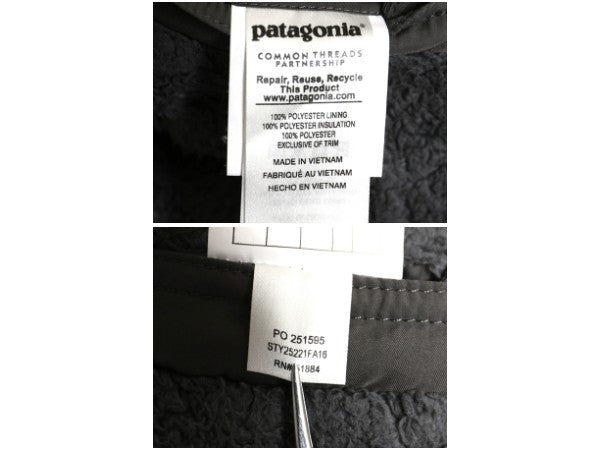 patagonia®
COMMON THREADS
PARTNERSHIP
Repair, Reuse, Recycle
This Product
www.patagonia.com
100% POLYESTER LINING
100% POLYESTER INSULATION
100% POLYESTER
EXCLUSIVE OF TRIM
MADE IN VIETNAM
FABRIQUÉ AU VIETNAM
HECHO EN VIETNAM
PO 251595
STY25221FA16